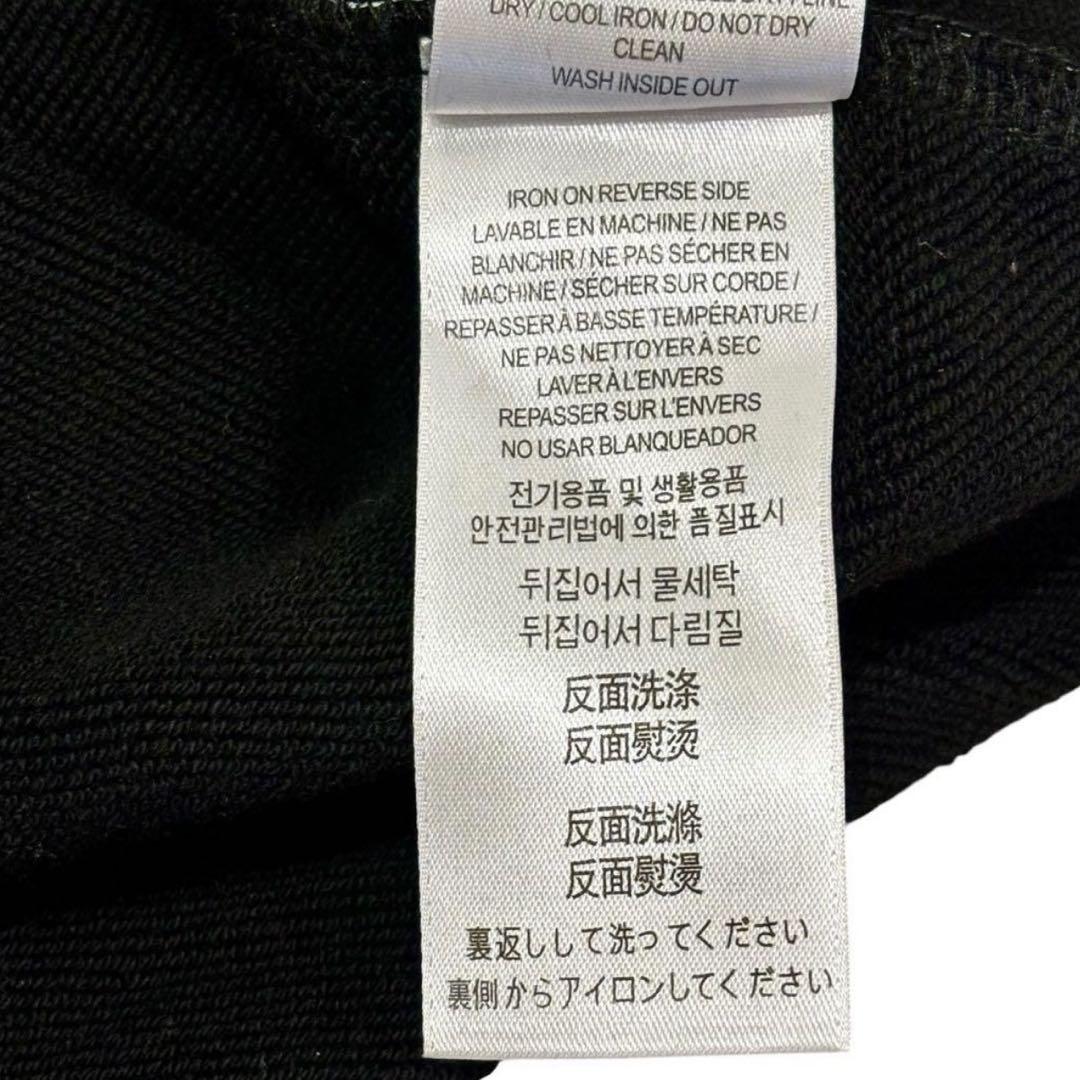 DRY / COOL IRON / DO NOT DRY
CLEAN
WASH INSIDE OUT
IRON ON REVERSE SIDE
LAVABLE EN MACHINE / NE PAS
BLANCHIR / NE PAS SÉCHER EN
MACHINE / SÉCHER SUR CORDE /
REPASSER À BASSE TEMPÉRATURE /
NE PAS NETTOYER À SEC
LAVER À L'ENVERS
REPASSER SUR L'ENVERS
NO USAR BLANQUEADOR
전기용품 및 생활용품
안전관리법에 의한 품질표시
뒤집어서 물세탁
뒤집어서 다림질
反面洗涤
反面熨烫
反面洗滌
反面熨燙
裏返しして洗ってください
裏側からアイロンしてください